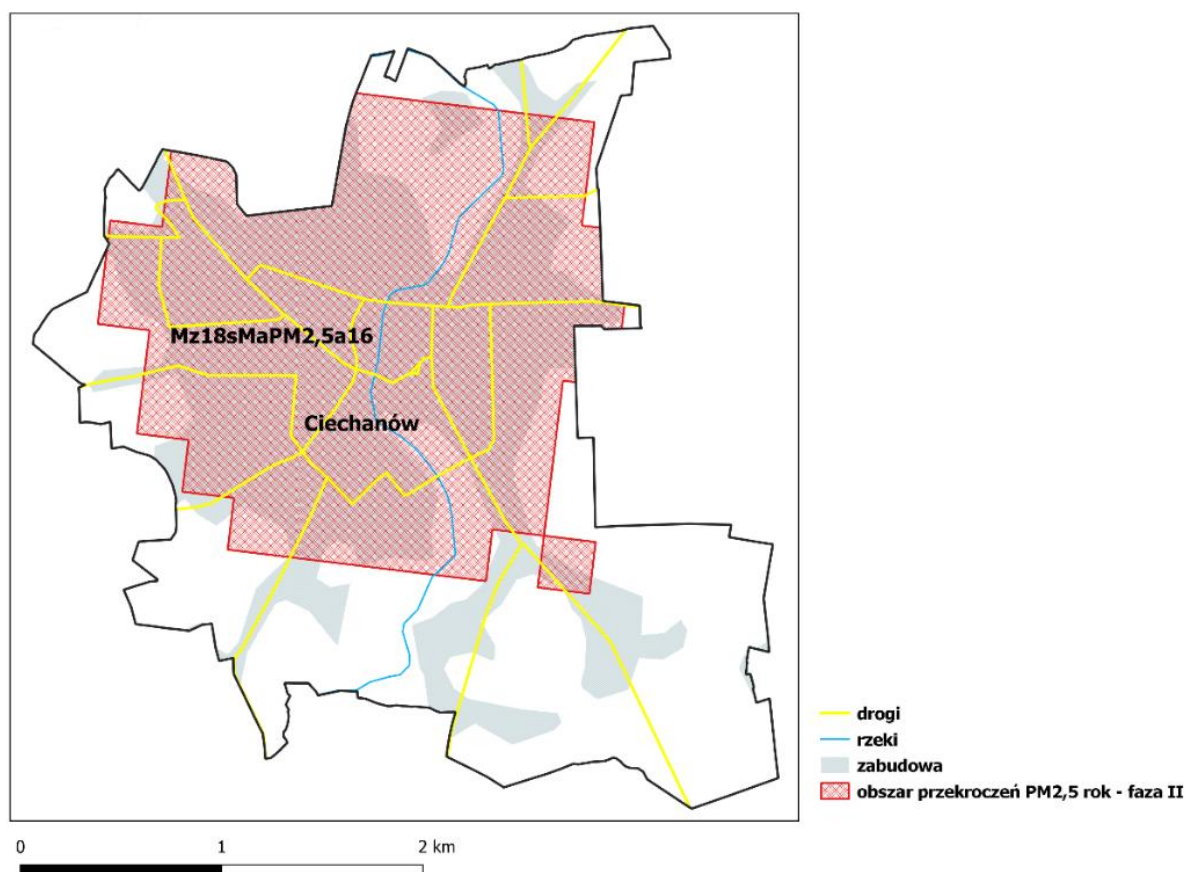 Mz18sMaPM2,5a16
Ciechanów
drogi
rzeki
zabudowa
obszar przekroczeń PM2,5 rok - faza II
0 1 2 km